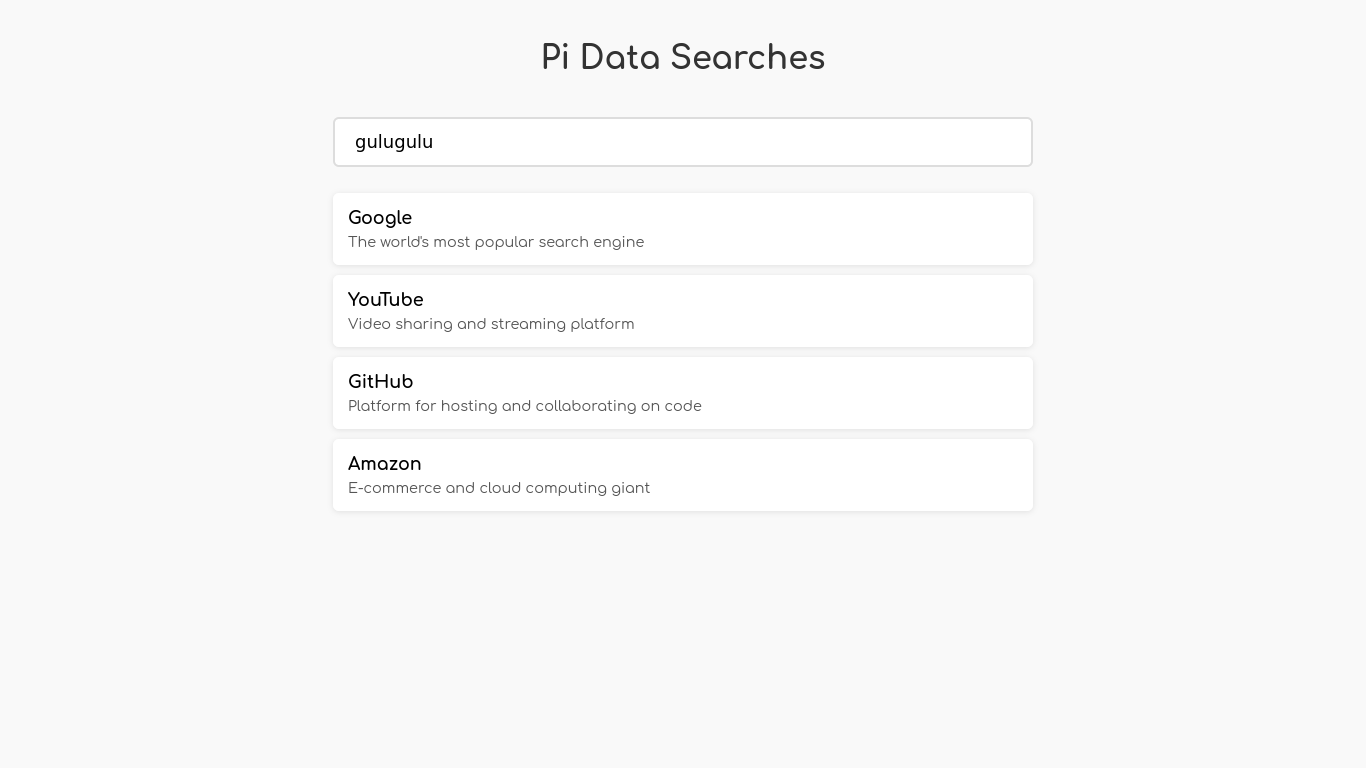 Pi Data Searches
gulugulu
Google
The world's most popular search engine
YouTube
Video sharing and streaming platform
GitHub
Platform for hosting and collaborating on code
Amazon
E-commerce and cloud computing giant